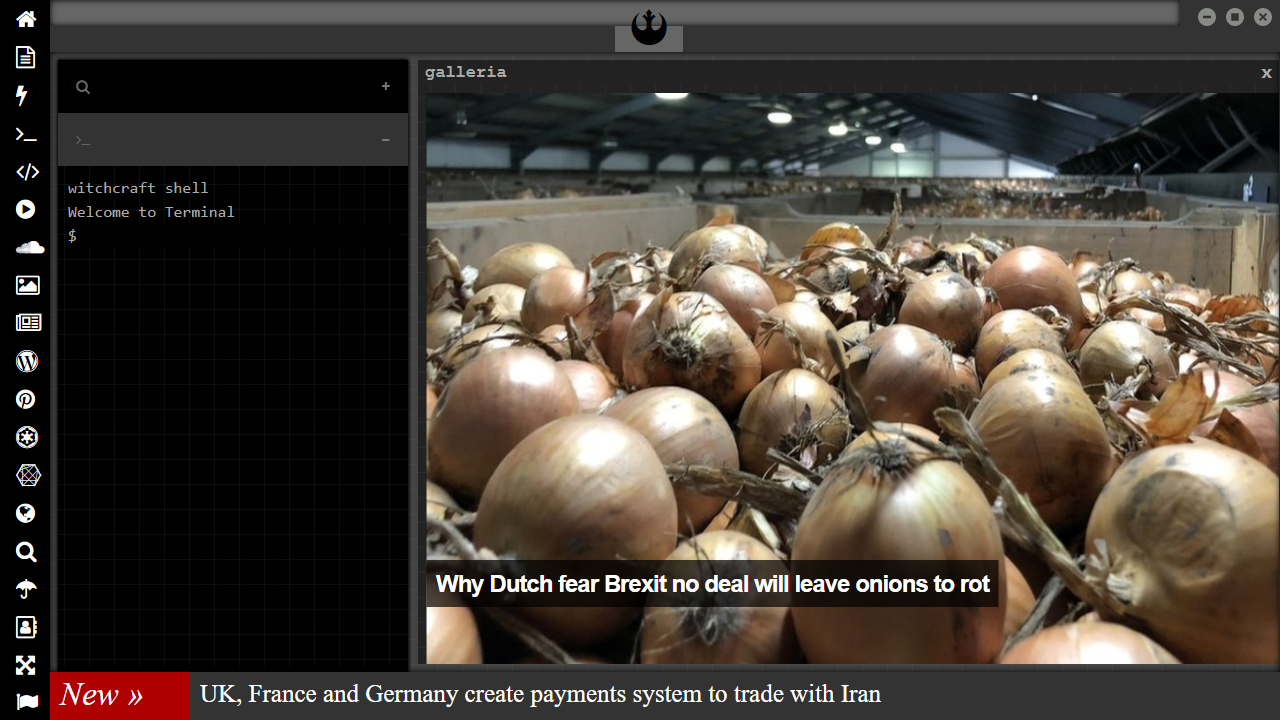 galleria
x
+
>_
−
witchcraft shell
Welcome to Terminal
$
Why Dutch fear Brexit no deal will leave onions to rot
New »
UK, France and Germany create payments system to trade with Iran